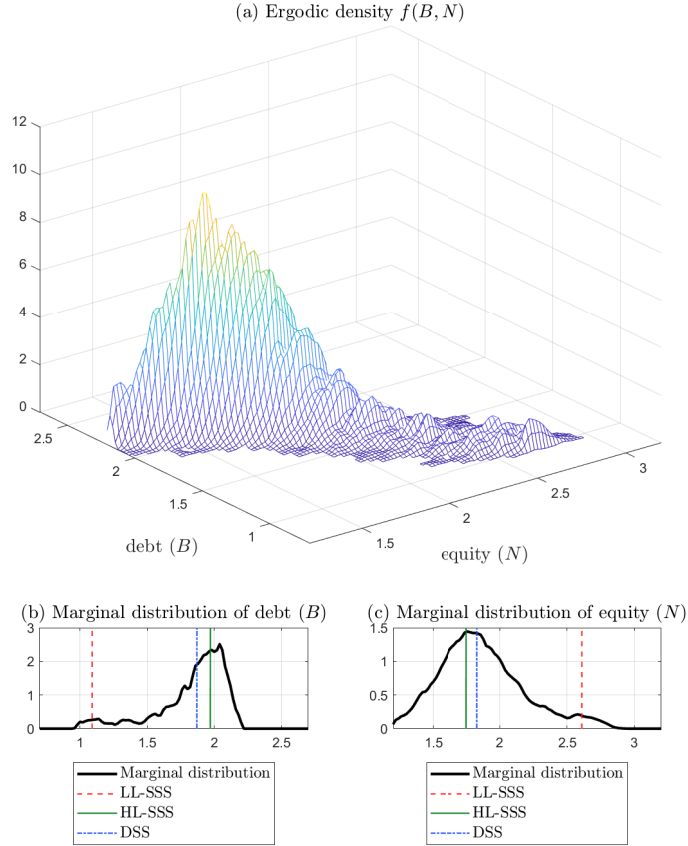 (a) Ergodic density f(B, N)
12
10
8
6
4
2
0
2.5
2
1.5
1
debt (B)
1.5
2
2.5
3
equity (N)
(b) Marginal distribution of debt (B)
3
2
1
0
1 1.5 2 2.5
Marginal distribution
LL-SSS
HL-SSS
DSS
(c) Marginal distribution of equity (N)
1.5
1
0.5
0
1.5 2 2.5 3
Marginal distribution
LL-SSS
HL-SSS
DSS